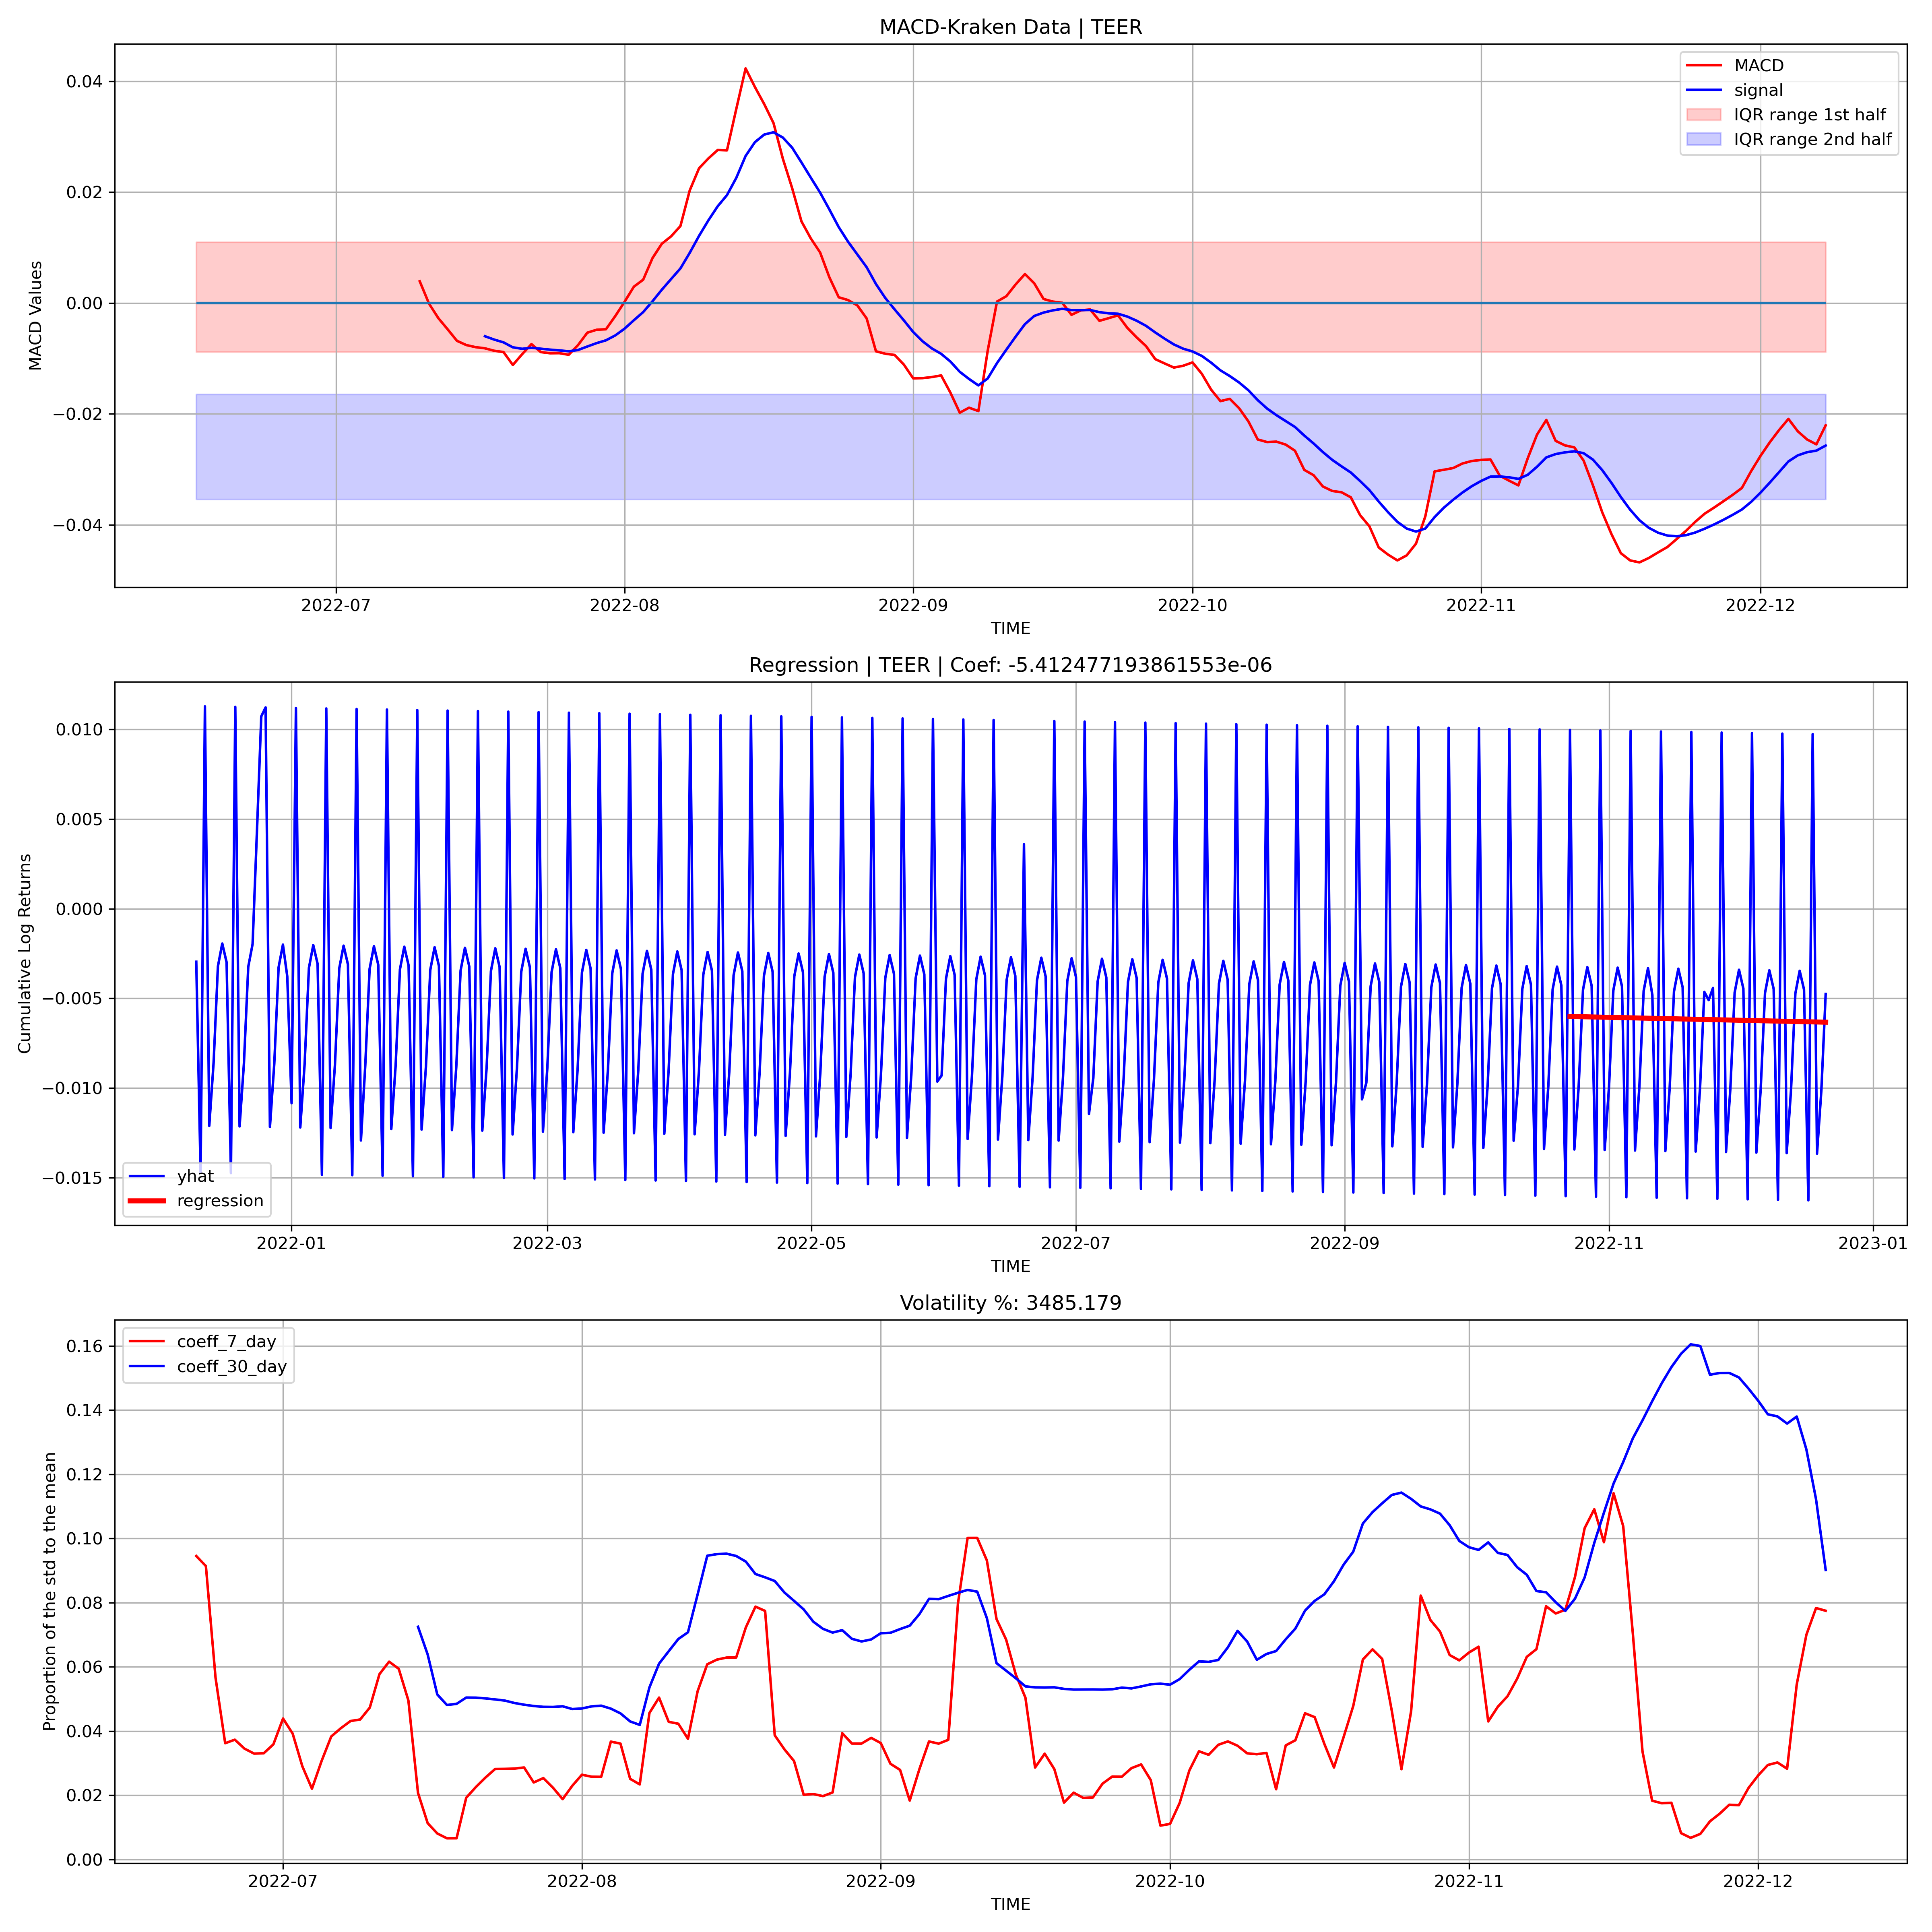 MACD-Kraken Data | TEER
MACD
signal
IQR range 1st half
IQR range 2nd half
MACD Values
0.04
0.02
0.00
−0.02
−0.04
2022-07
2022-08
2022-09
2022-10
2022-11
2022-12
TIME
Regression | TEER | Coef: -5.412477193861553e-06
Cumulative Log Returns
0.010
0.005
0.000
−0.005
−0.010
−0.015
yhat
regression
2022-01
2022-03
2022-05
2022-07
2022-09
2022-11
2023-01
TIME
Volatility %: 3485.179
coeff_7_day
coeff_30_day
Proportion of the std to the mean
0.16
0.14
0.12
0.10
0.08
0.06
0.04
0.02
0.00
2022-07
2022-08
2022-09
2022-10
2022-11
2022-12
TIME